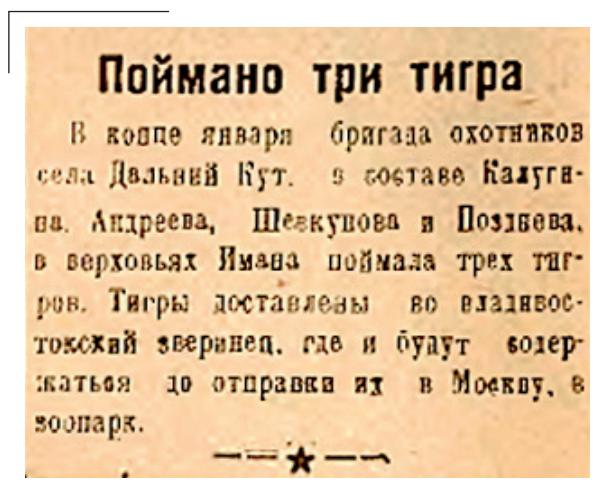 Поймано три тигра
В конце января бригада охотников
села Дальний Кут, в составе Калуги-
на, Андреева, Шевкунова и Поздеева,
в верховьях Имана поймала трех тиг-
ров. Тигры доставлены во владивос-
токский зверинец, где и будут содер-
жаться до отправки их в Москву, в
зоопарк.